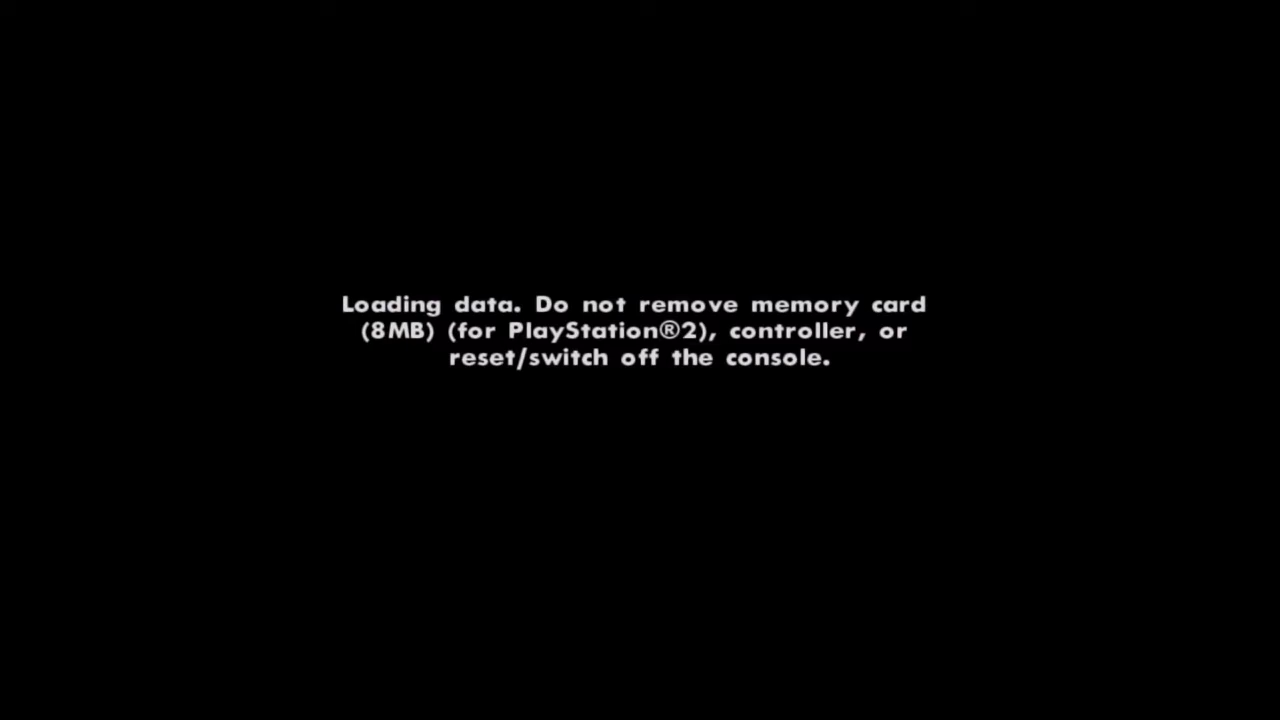 Loading data. Do not remove memory card
(8MB) (for PlayStation®2), controller, or
reset/switch off the console.